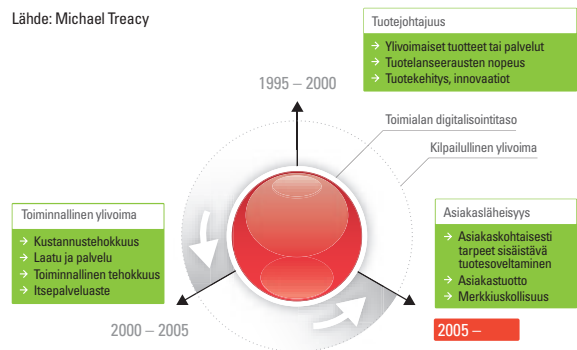 Lähde: Michael Treacy
Tuotejohtajuus
→ Ylivoimaiset tuotteet tai palvelut
→ Tuotelanseerausten nopeus
→ Tuotekehitys, innovaatiot
1995 – 2000
Toimialan digitalisointitaso
Kilpailullinen ylivoima
Toiminnallinen ylivoima
→ Kustannustehokkuus
→ Laatu ja palvelu
→ Toiminnallinen tehokkuus
→ Itsepalveluaste
2000 – 2005
Asiakasläheisyys
→ Asiakaskohtaisesti
tarpeet sisäistävä
tuotesoveltaminen
→ Asiakastuotto
→ Merkkiuskollisuus
2005 –